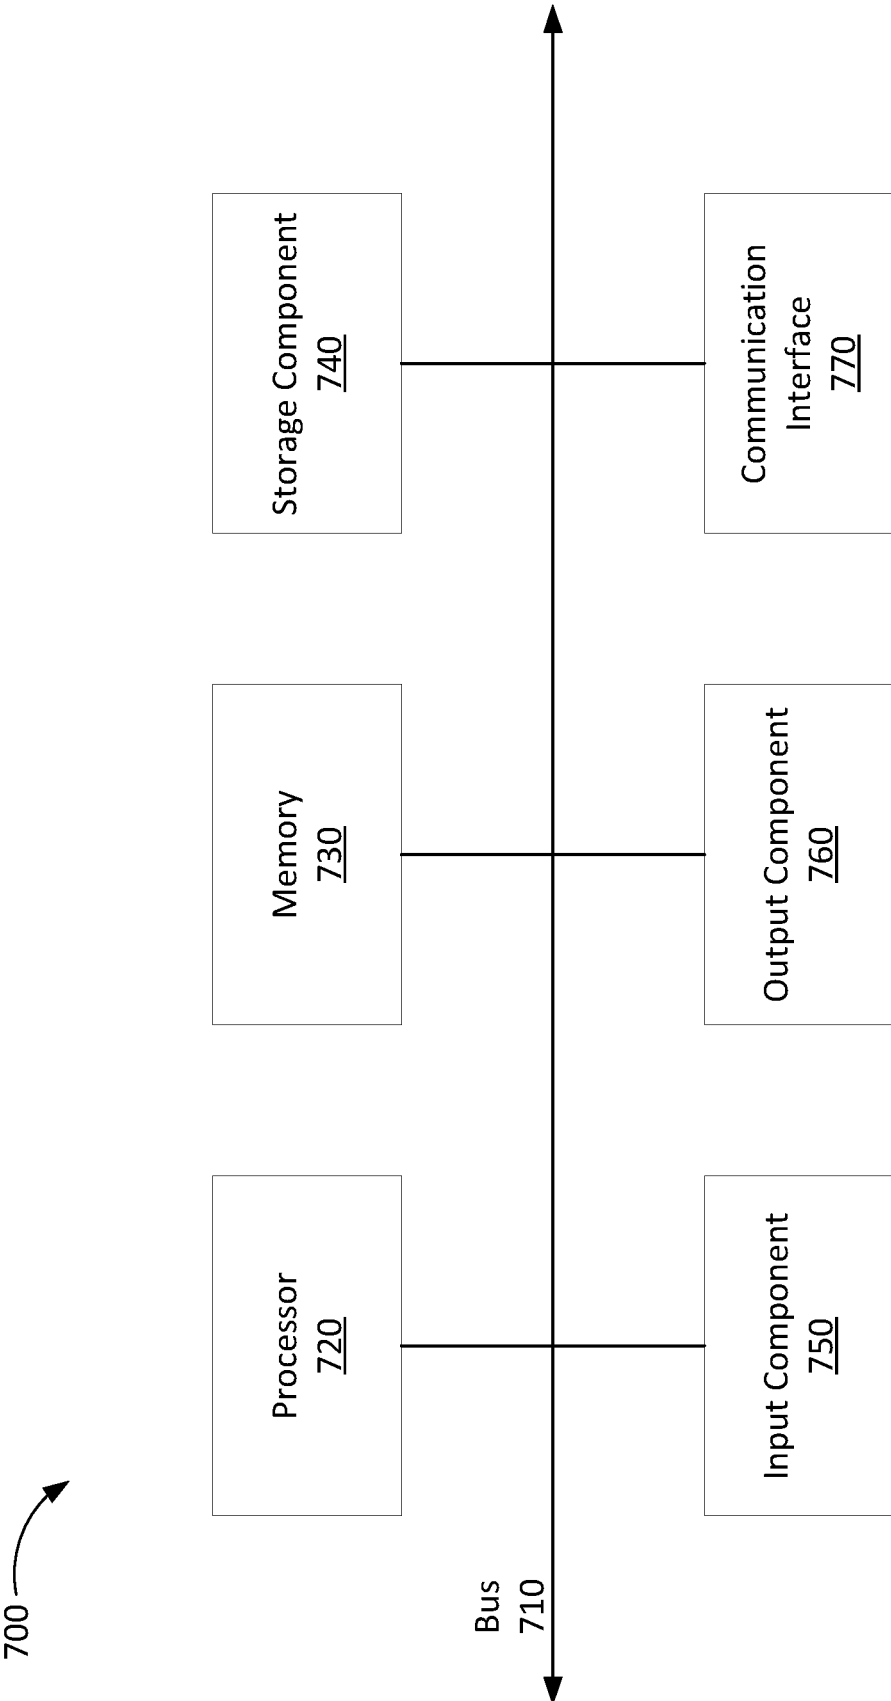 700
Processor
720
Memory
730
Storage Component
740
Bus
710
Input Component
750
Output Component
760
Communication
Interface
770